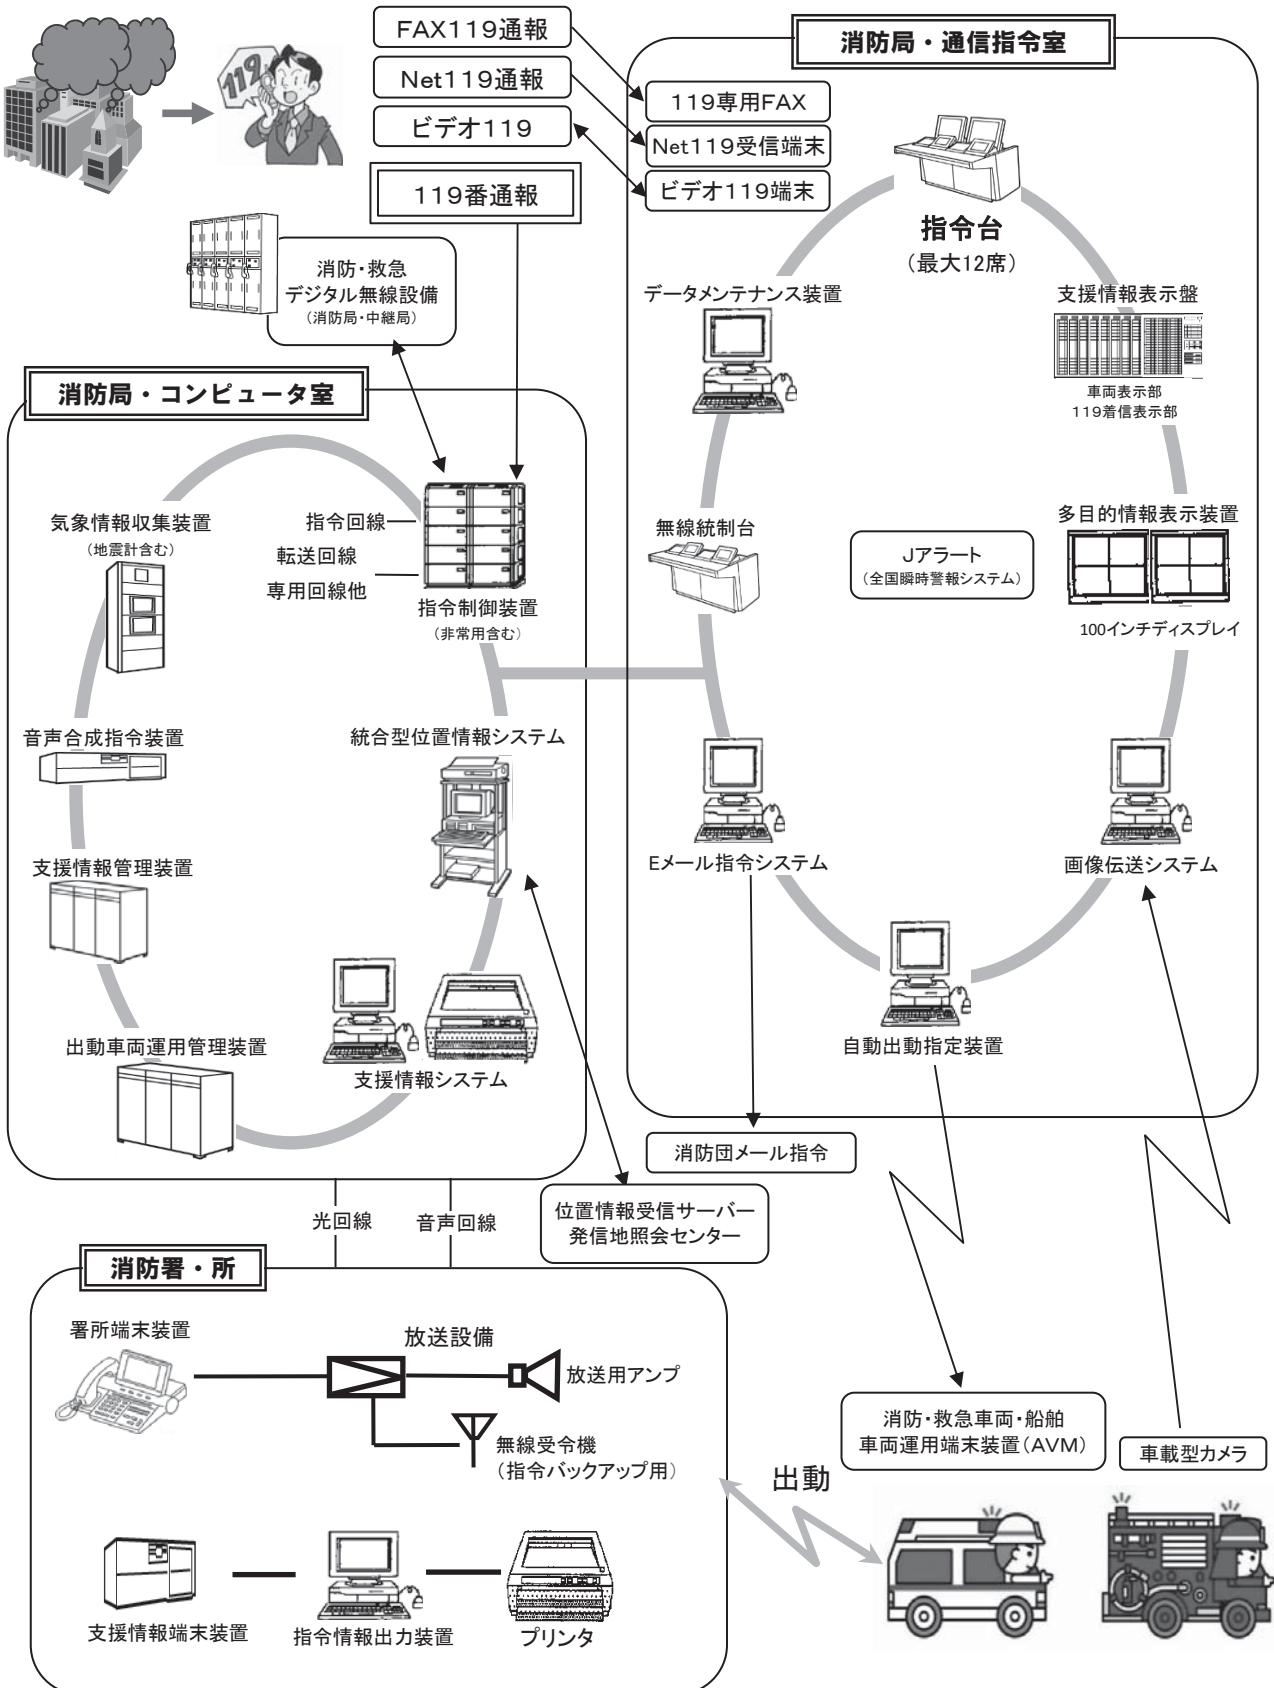 FAX119通報
Net119通報
ビデオ119
119番通報
119
消防・救急
デジタル無線設備
(消防局・中継局)
消防局・通信指令室
119専用FAX
Net119受信端末
ビデオ119端末
指令台
(最大12席)
データメンテナンス装置
支援情報表示盤
車両表示部
119着信表示部
無線統制台
Jアラート
(全国瞬時警報システム)
多目的情報表示装置
100インチディスプレイ
Eメール指令システム
画像伝送システム
自動出動指定装置
消防局・コンピュータ室
気象情報収集装置
(地震計含む)
指令回線
転送回線
専用回線他
指令制御装置
(非常用含む)
音声合成指令装置
統合型位置情報システム
支援情報管理装置
出動車両運用管理装置
支援情報システム
消防団メール指令
位置情報受信サーバー
発信地照会センター
光回線
音声回線
消防署・所
署所端末装置
放送設備
放送用アンプ
無線受令機
(指令バックアップ用)
支援情報端末装置
指令情報出力装置
プリンタ
出動
消防・救急車両・船舶
車両運用端末装置(AVM)
車載型カメラ